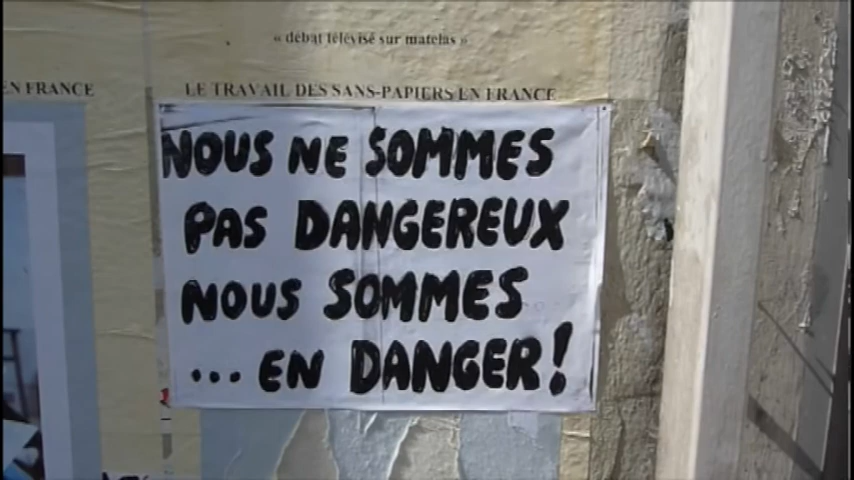 « débat télévisé sur matelas »
EN FRANCE
LE TRAVAIL DES SANS-PAPIERS EN FRANCE
NOUS NE SOMMES
PAS DANGEREUX
NOUS SOMMES
... EN DANGER!